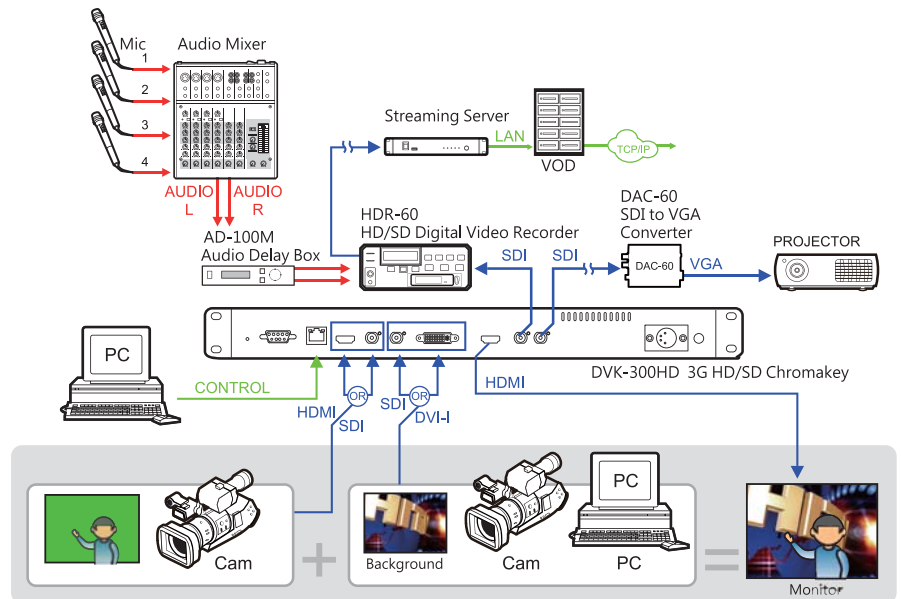 Mic
Audio Mixer
1
2
3
4
AUDIO
L
AUDIO
R
Streaming Server
LAN
VOD
TCP/IP
AD-100M
Audio Delay Box
HDR-60
HD/SD Digital Video Recorder
DAC-60
SDI to VGA
Converter
SDI
SDI
DAC-60
VGA
PROJECTOR
PC
CONTROL
HDMI
SDI
OR
SDI
OR
DVI-I
HDMI
DVK-300HD 3G HD/SD Chromakey
Cam
Background
Cam
PC
PC
Monitor